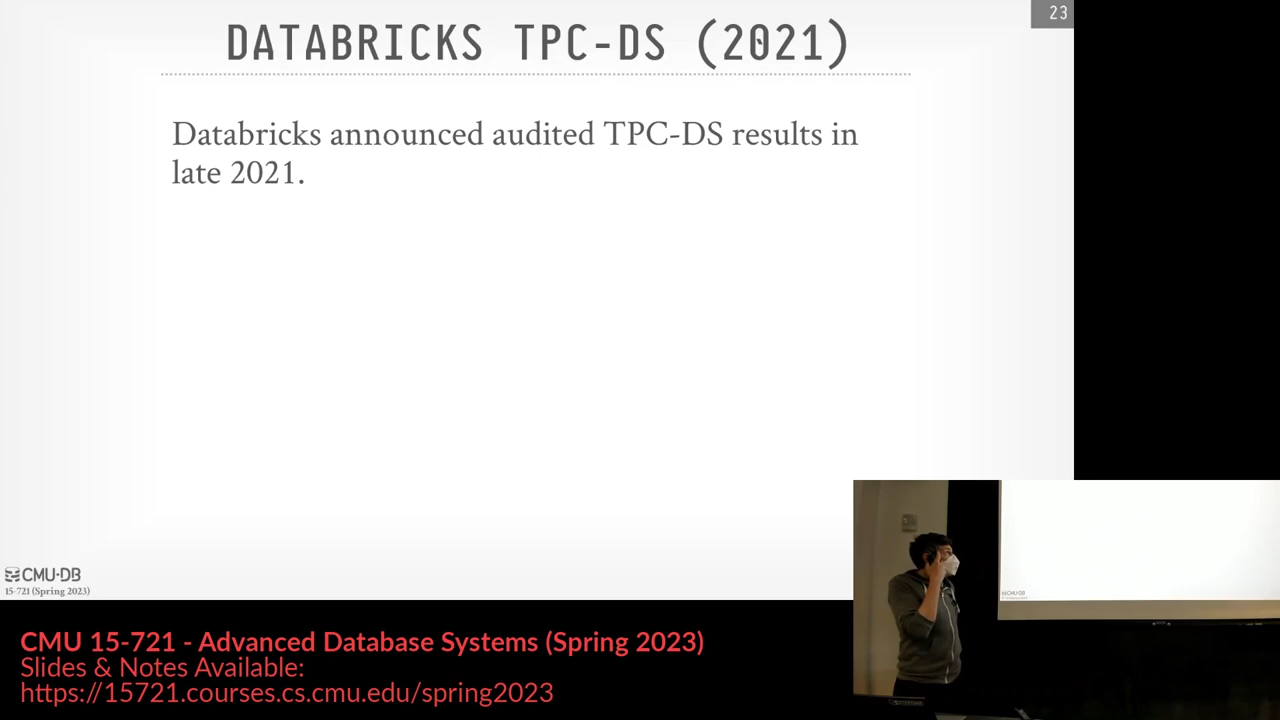 23
DATABRICKS TPC-DS (2021)
Databricks announced audited TPC-DS results in
late 2021.
CMU·DB
15-721 (Spring 2023)
CMU 15-721 - Advanced Database Systems (Spring 2023)
Slides & Notes Available:
https://15721.courses.cs.cmu.edu/spring2023